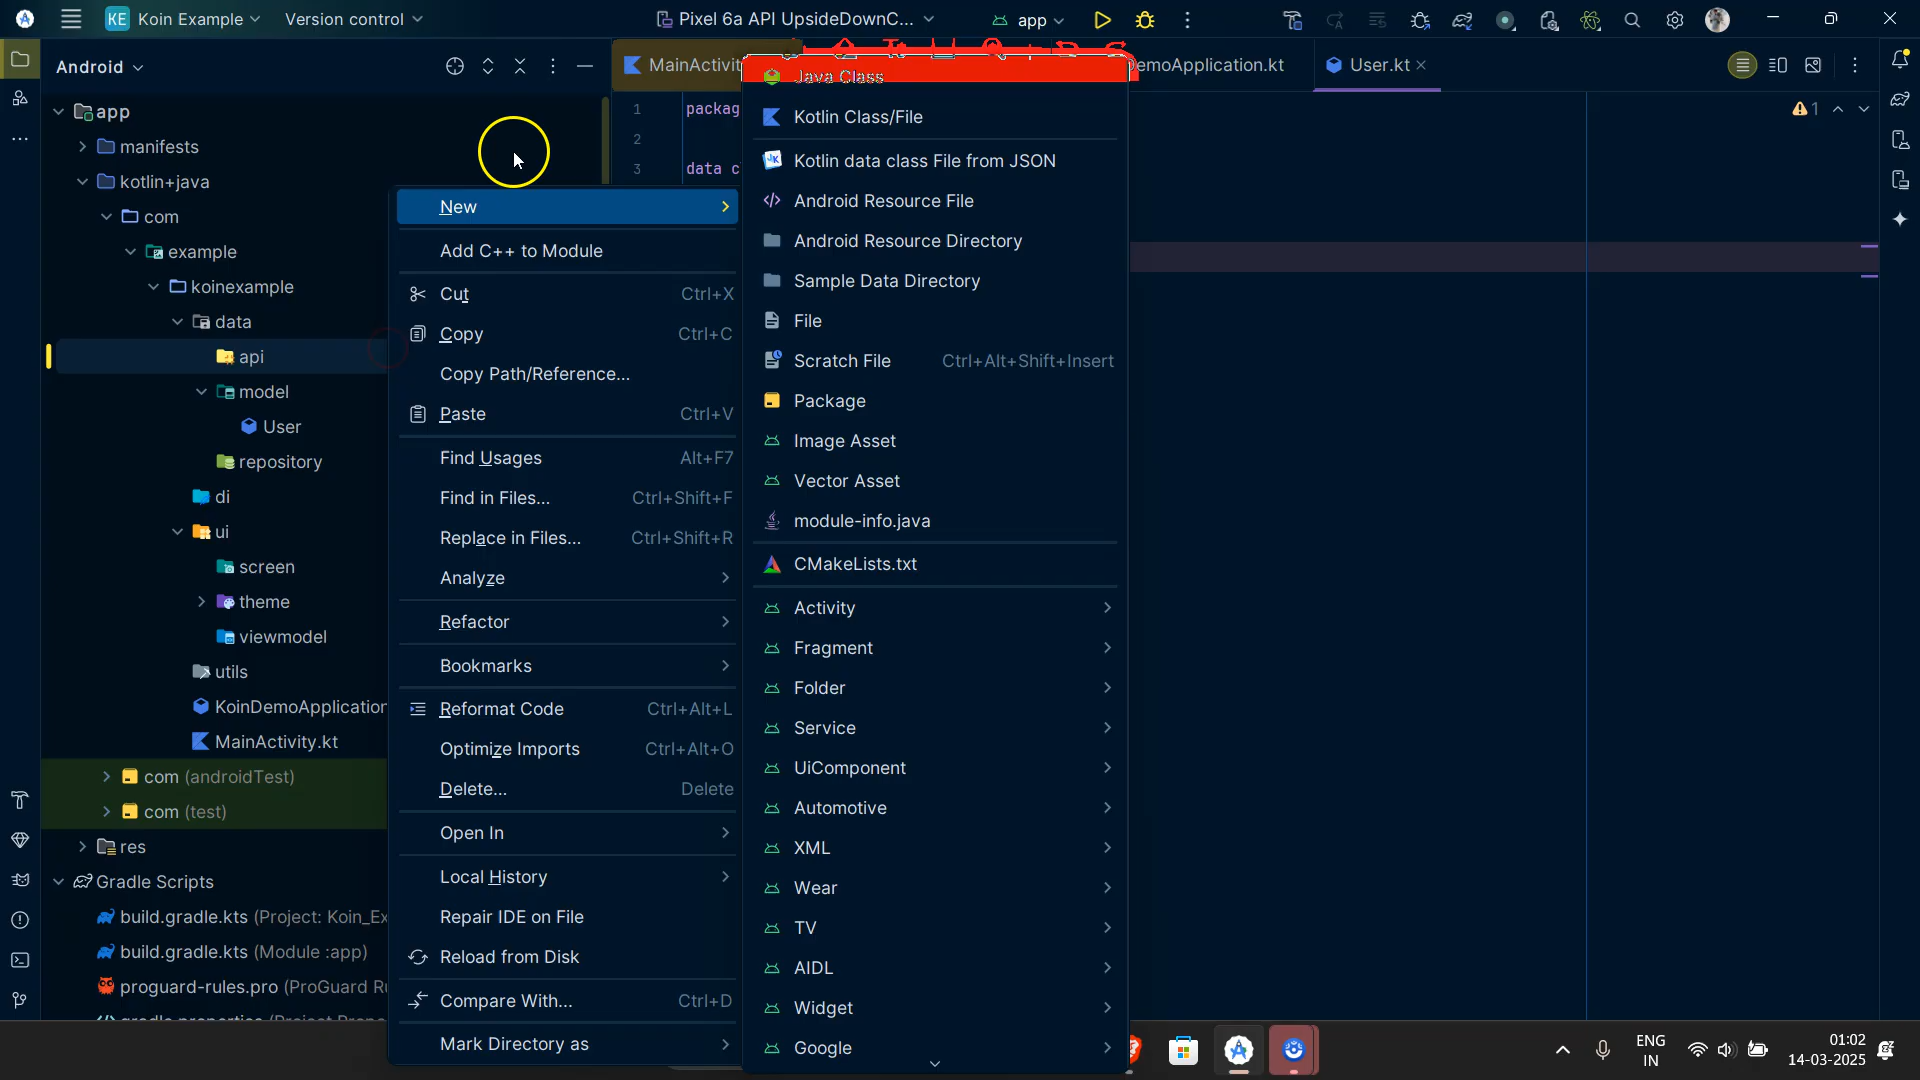 KE Koin Example
Version control
Pixel 6a API UpsideDownC...
app
Android
MainActivit
emoApplication.kt
User.kt
app
manifests
kotlin+java
com
example
koinexample
data
api
model
User
repository
di
ui
screen
theme
viewmodel
utils
KoinDemoApplication
MainActivity.kt
com (androidTest)
com (test)
res
Gradle Scripts
build.gradle.kts (Project: Koin_Ex
build.gradle.kts (Module :app)
proguard-rules.pro (ProGuard Ru
1 packag
2
3 data c
1
New
Add C++ to Module
Cut Ctrl+X
Copy Ctrl+C
Copy Path/Reference...
Paste Ctrl+V
Find Usages Alt+F7
Find in Files... Ctrl+Shift+F
Replace in Files... Ctrl+Shift+R
Analyze
Refactor
Bookmarks
Reformat Code Ctrl+Alt+L
Optimize Imports Ctrl+Alt+O
Delete... Delete
Open In
Local History
Repair IDE on File
Reload from Disk
Compare With... Ctrl+D
Mark Directory as
Java Class
Kotlin Class/File
Kotlin data class File from JSON
Android Resource File
Android Resource Directory
Sample Data Directory
File
Scratch File Ctrl+Alt+Shift+Insert
Package
Image Asset
Vector Asset
module-info.java
CMakeLists.txt
Activity
Fragment
Folder
Service
UiComponent
Automotive
XML
Wear
TV
AIDL
Widget
Google
ENG
IN
01:02
14-03-2025